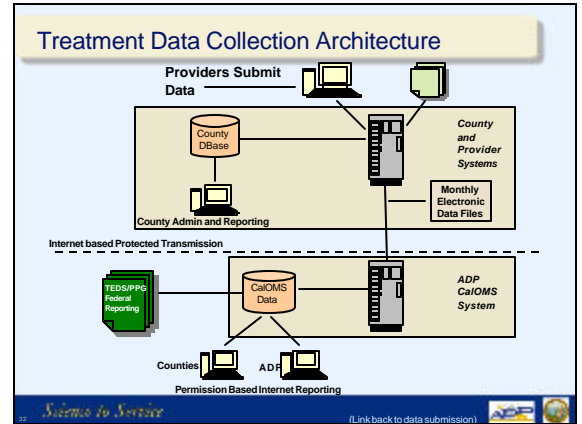 Treatment Data Collection Architecture
Providers Submit
Data
County
DBase
County
and
Provider
Systems
Monthly
Electronic
Data Files
County Admin and Reporting
Internet based Protected Transmission
TEDS/PPG
Federal
Reporting
CalOMS
Data
ADP
CalOMS
System
Counties
ADP
Permission Based Internet Reporting
32
Science to Service
(Link back to data submission)
ADP